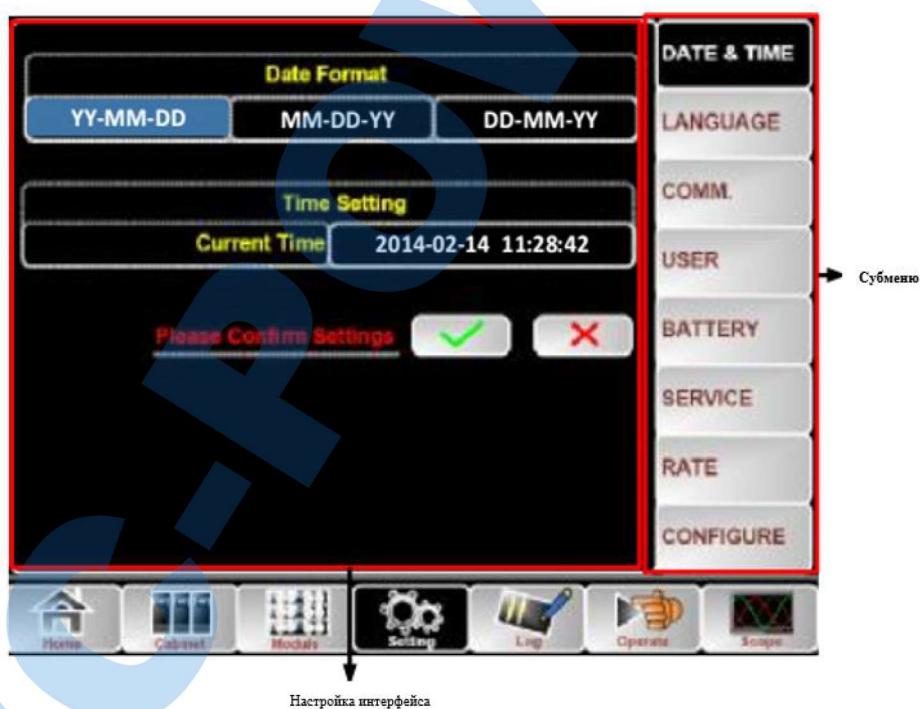 Date Format
YY-MM-DD MM-DD-YY DD-MM-YY
Time Setting
Current Time 2014-02-14 11:28:42
Please Confirm Settings
DATE & TIME
LANGUAGE
COMM.
USER
BATTERY
SERVICE
RATE
CONFIGURE
Субменю
Home Cabinet Module Setting Log Operate Scope
Настройка интерфейса